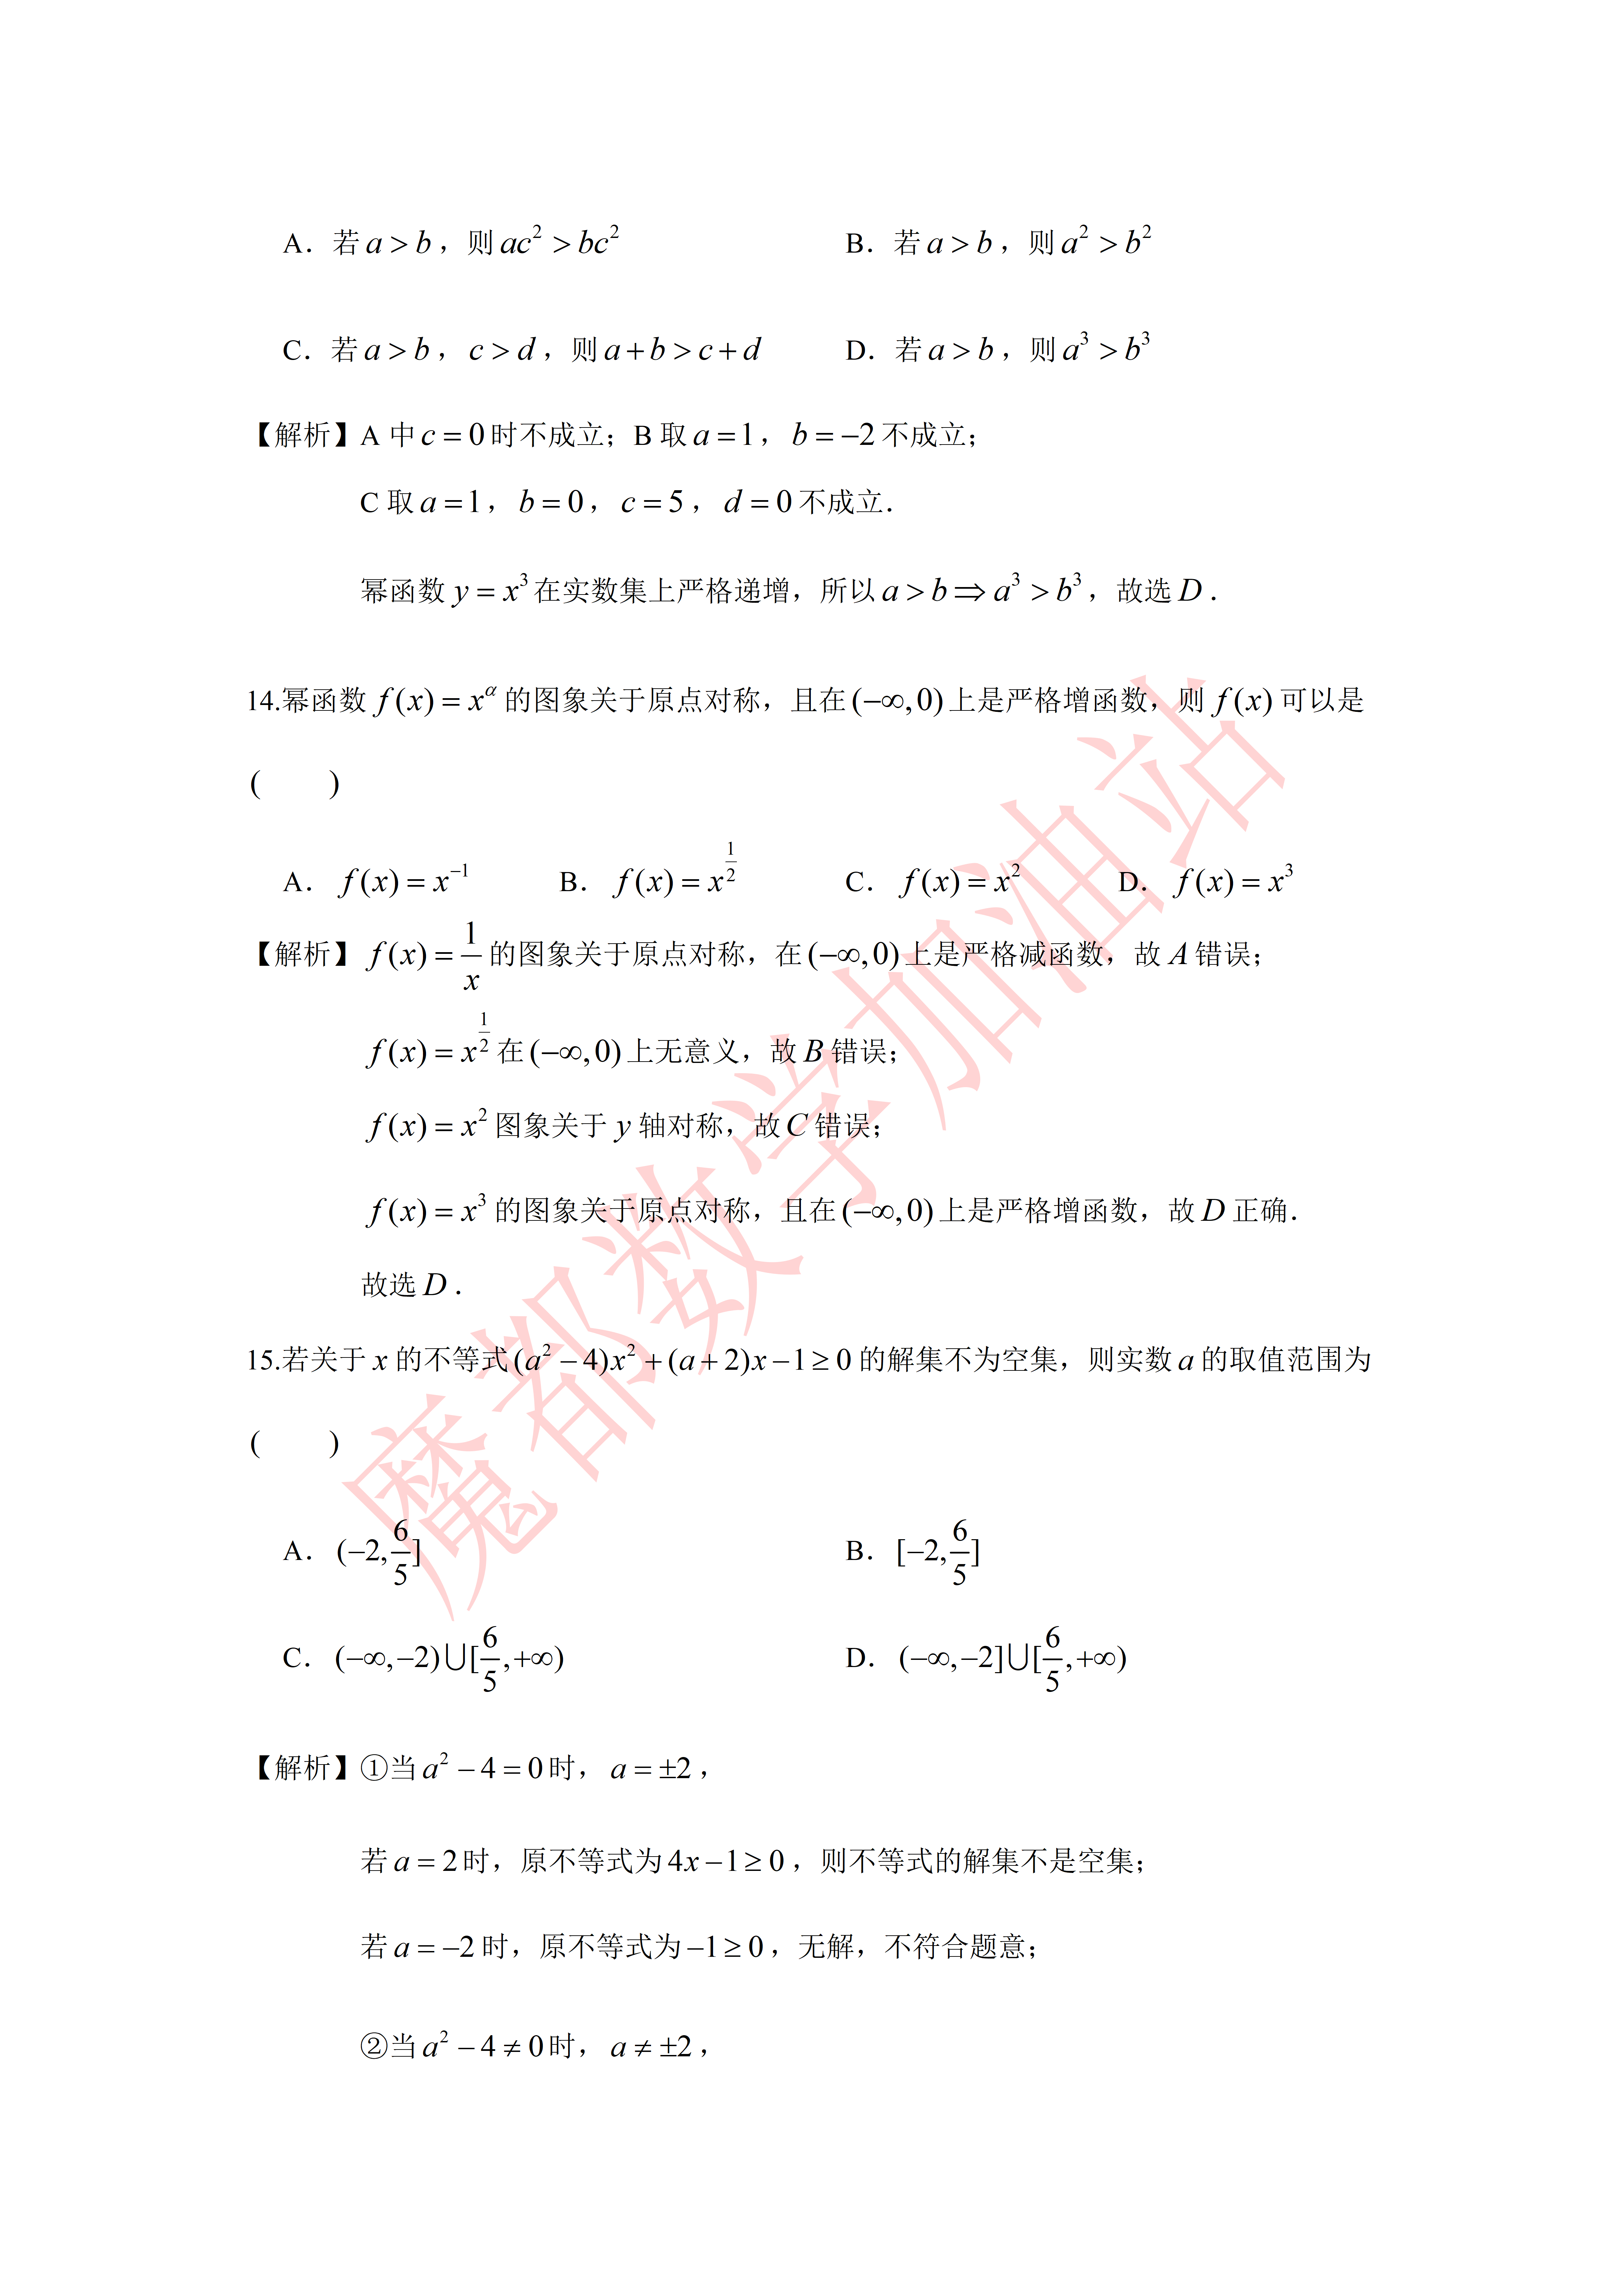 A. 若 a > b ，则 ac² > bc² B. 若 a > b ，则 a² > b²
C. 若 a > b ， c > d ，则 a + b > c + d D. 若 a > b ，则 a³ > b³
【解析】A 中 c = 0 时不成立；B 取 a = 1 ， b = −2 不成立；
C 取 a = 1 ， b = 0 ， c = 5 ， d = 0 不成立．
幂函数 y = x³ 在实数集上严格递增，所以 a > b ⇒ a³ > b³ ，故选 D ．
14.幂函数 f(x) = x^α 的图象关于原点对称，且在 (−∞,0) 上是严格增函数，则 f(x) 可以是
( )
A. f(x) = x⁻¹ B. f(x) = x^(1/2) C. f(x) = x² D. f(x) = x³
【解析】 f(x) = 1/x 的图象关于原点对称，在 (−∞,0) 上是严格减函数，故 A 错误；
f(x) = x^(1/2) 在 (−∞,0) 上无意义，故 B 错误；
f(x) = x² 图象关于 y 轴对称，故 C 错误；
f(x) = x³ 的图象关于原点对称，且在 (−∞,0) 上是严格增函数，故 D 正确．
故选 D ．
15.若关于 x 的不等式 (a² − 4)x² + (a + 2)x − 1 ≥ 0 的解集不为空集，则实数 a 的取值范围为
( )
A. (−2, 6/5] B. [−2, 6/5]
C. (−∞,−2)∪[6/5,+∞) D. (−∞,−2]∪[6/5,+∞)
【解析】①当 a² − 4 = 0 时， a = ±2 ，
若 a = 2 时，原不等式为 4x − 1 ≥ 0 ，则不等式的解集不是空集；
若 a = −2 时，原不等式为 −1 ≥ 0 ，无解，不符合题意；
②当 a² − 4 ≠ 0 时， a ≠ ±2 ，
魔都数学加油站